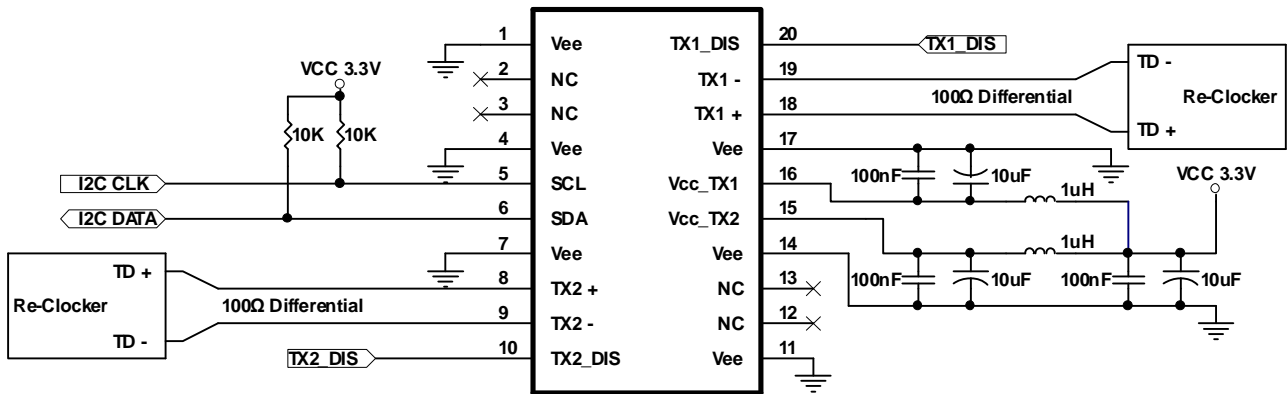 1 Vee TX1_DIS 20 TX1_DIS
VCC 3.3V 2 NC TX1 - 19 TD -
3 NC TX1 + 18 100Ω Differential Re-Clocker
10K 10K TD +
4 Vee Vee 17
I2C CLK 5 SCL Vcc_TX1 16 100nF 10uF VCC 3.3V
1uH
I2C DATA 6 SDA Vcc_TX2 15
1uH
7 Vee Vee 14
TD + 8 TX2 + NC 13 100nF 10uF 100nF 10uF
Re-Clocker 100Ω Differential
9 TX2 - NC 12
TD -
TX2_DIS 10 TX2_DIS Vee 11